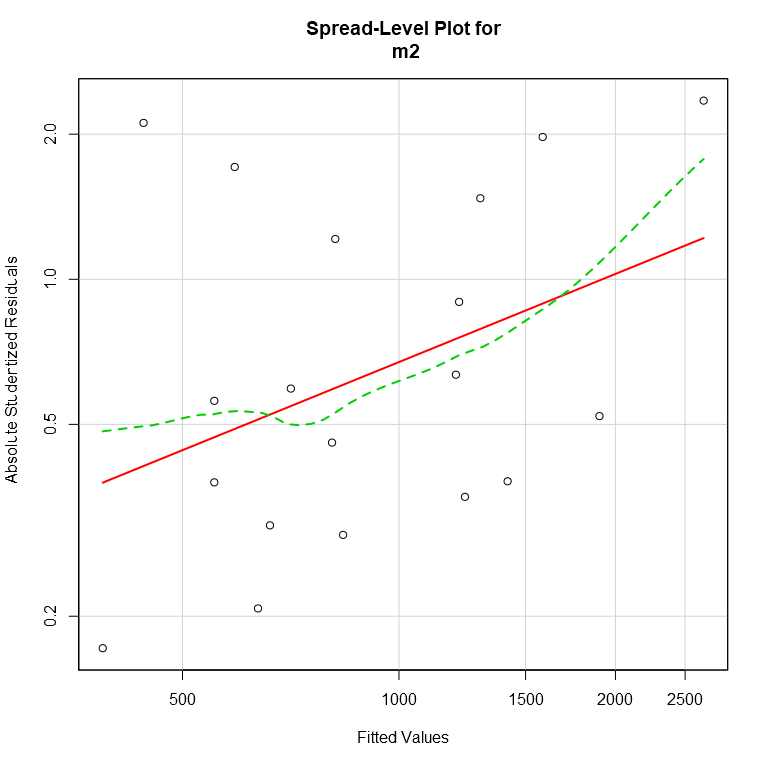 Spread-Level Plot for
m2
Absolute Studentized Residuals
2.0
1.0
0.5
0.2
500 1000 1500 2000 2500
Fitted Values